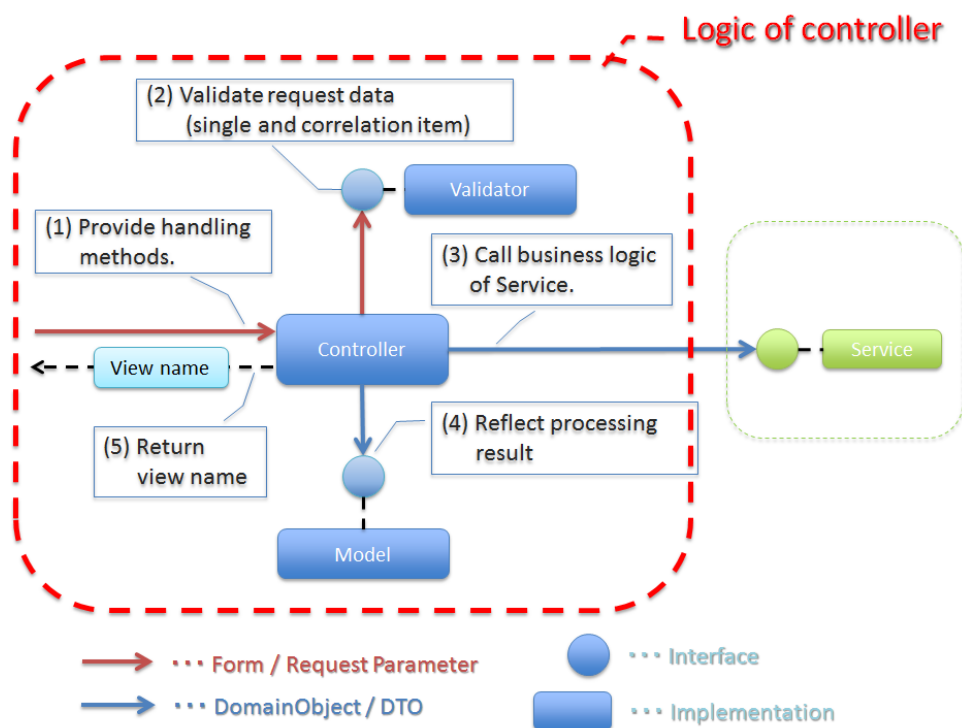 Logic of controller
(2) Validate request data
(single and correlation item)
Validator
(1) Provide handling
methods.
(3) Call business logic
of Service.
Controller
Service
View name
(4) Reflect processing
result
(5) Return
view name
Model
··· Form / Request Parameter
··· Interface
··· DomainObject / DTO
··· Implementation